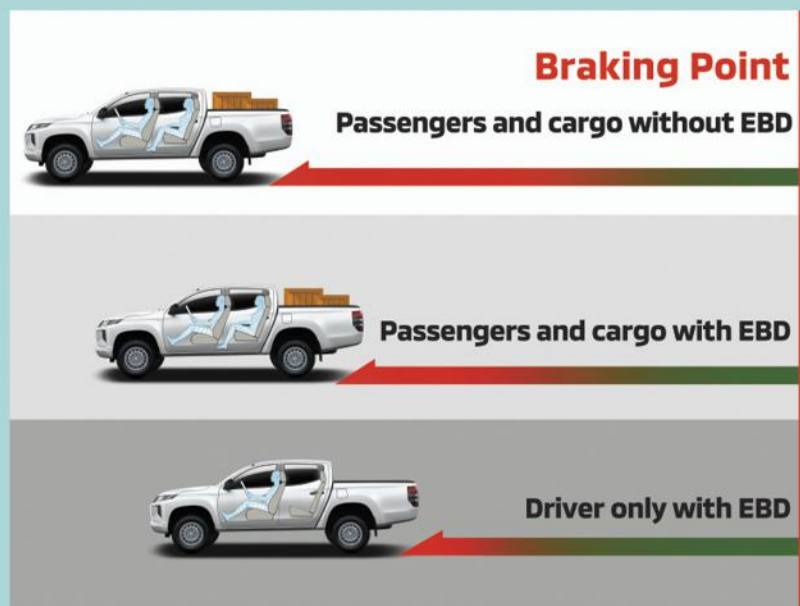 Braking Point
Passengers and cargo without EBD
Passengers and cargo with EBD
Driver only with EBD